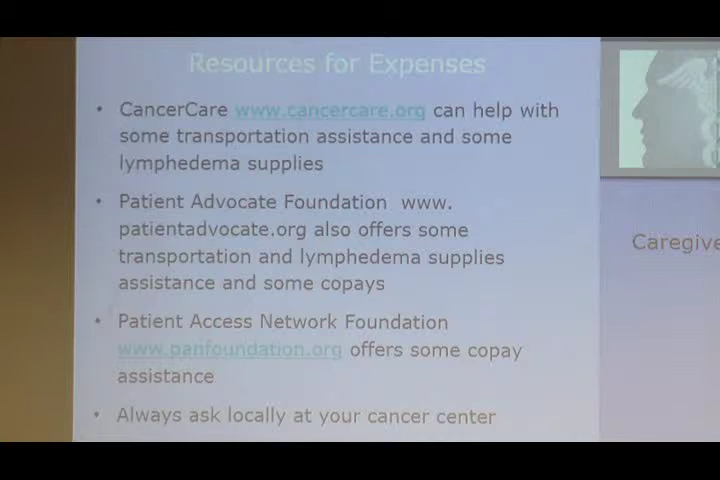 Resources for Expenses
• CancerCare www.cancercare.org can help with
some transportation assistance and some
lymphedema supplies
• Patient Advocate Foundation www.
patientadvocate.org also offers some
transportation and lymphedema supplies
assistance and some copays
• Patient Access Network Foundation
www.panfoundation.org offers some copay
assistance
• Always ask locally at your cancer center
Caregive